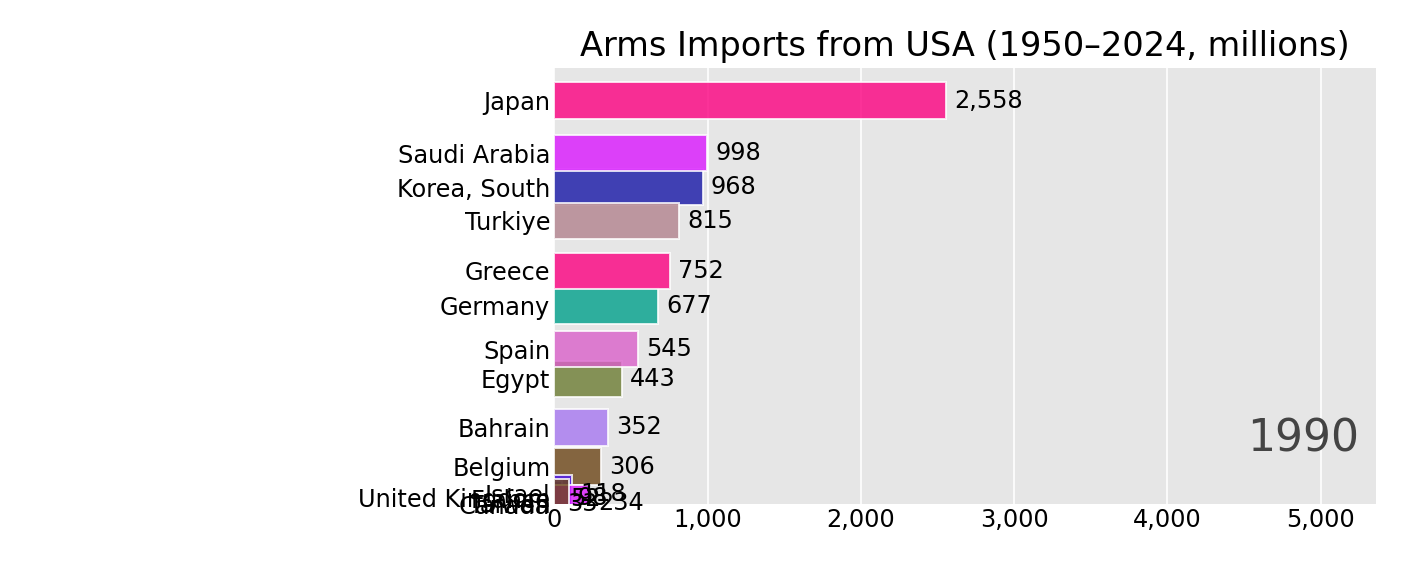 Arms Imports from USA (1950–2024, millions)
Japan 2,558
Saudi Arabia 998
Korea, South 968
Turkiye 815
Greece 752
Germany 677
Spain 545
Egypt 443
Bahrain 352
1990
Belgium 306
Israel 118
United Kingdom
Canada
0 1,000 2,000 3,000 4,000 5,000